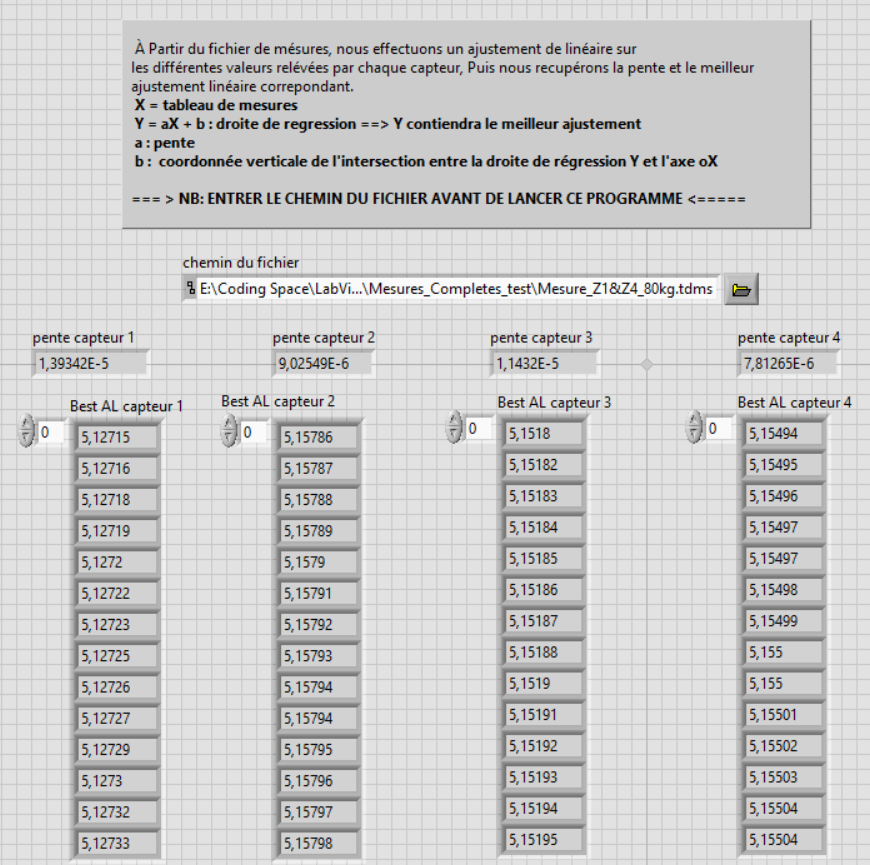 À Partir du fichier de mésures, nous effectuons un ajustement de linéaire sur
les différentes valeurs relévées par chaque capteur, Puis nous recupérons la pente et le meilleur
ajustement linéaire correpondant.
X = tableau de mesures
Y = aX + b : droite de regression ==> Y contiendra le meilleur ajustement
a : pente
b : coordonnée verticale de l'intersection entre la droite de régression Y et l'axe oX
=== > NB: ENTRER LE CHEMIN DU FICHIER AVANT DE LANCER CE PROGRAMME <=====
chemin du fichier
E:\Coding Space\LabVi...\Mesures_Completes_test\Mesure_Z1&Z4_80kg.tdms
pente capteur 1 pente capteur 2 pente capteur 3 pente capteur 4
1,39342E-5 9,02549E-6 1,1432E-5 7,81265E-6
Best AL capteur 1 Best AL capteur 2 Best AL capteur 3 Best AL capteur 4
0 5,12715 0 5,15786 0 5,1518 0 5,15494
5,12716 5,15787 5,15182 5,15495
5,12718 5,15788 5,15183 5,15496
5,12719 5,15789 5,15184 5,15497
5,1272 5,1579 5,15185 5,15497
5,12722 5,15791 5,15186 5,15498
5,12723 5,15792 5,15187 5,15499
5,12725 5,15793 5,15188 5,155
5,12726 5,15794 5,1519 5,155
5,12727 5,15794 5,15191 5,15501
5,12729 5,15795 5,15192 5,15502
5,1273 5,15796 5,15193 5,15503
5,12732 5,15797 5,15194 5,15504
5,12733 5,15798 5,15195 5,15504